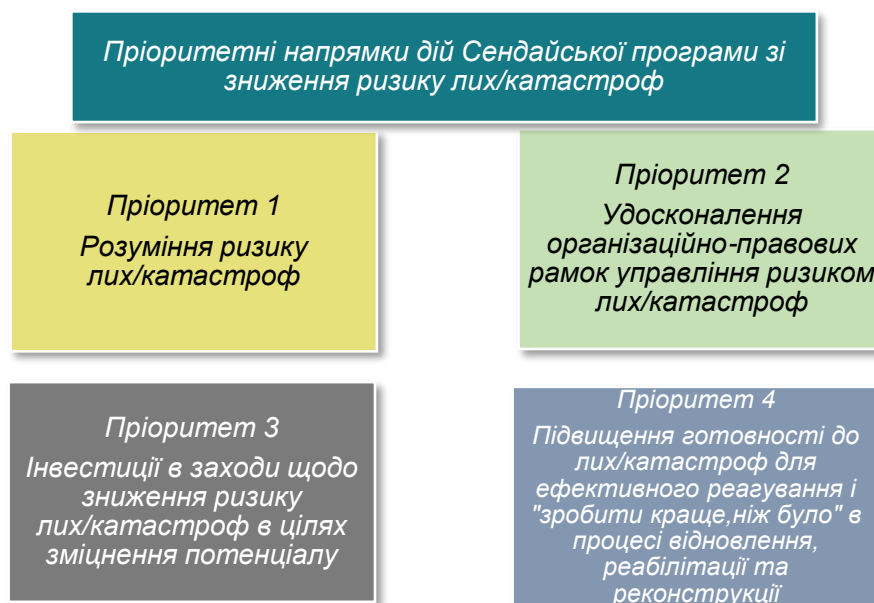 Пріоритетні напрямки дій Сендайської програми зі
зниження ризику лих/катастроф
Пріоритет 1
Розуміння ризику
лих/катастроф
Пріоритет 2
Удосконалення
організаційно-правових
рамок управління ризиком
лих/катастроф
Пріоритет 3
Інвестиції в заходи щодо
зниження ризику
лих/катастроф в цілях
зміцнення потенціалу
Пріоритет 4
Підвищення готовності до
лих/катастроф для
ефективного реагування і
"зробити краще,ніж було" в
процесі відновлення,
реабілітації та
реконструкції